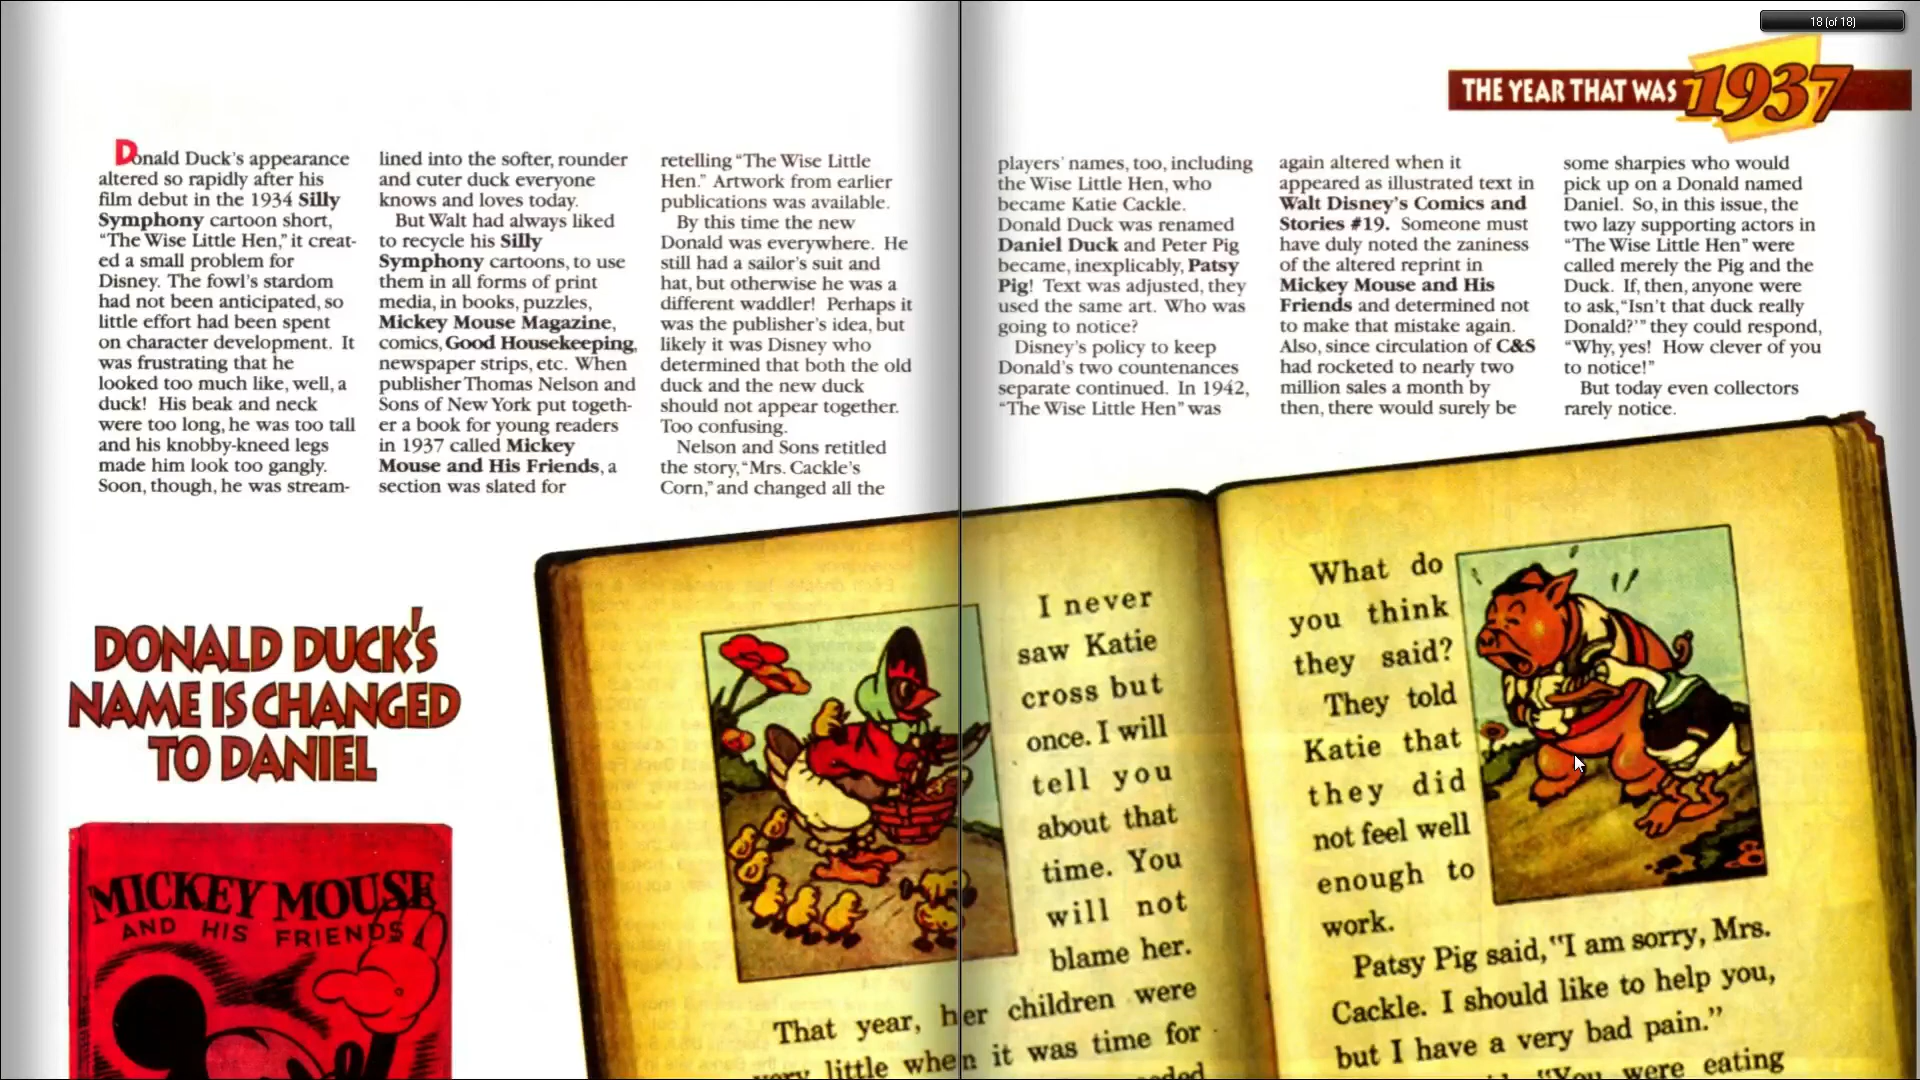 18 (of 18)
THE YEAR THAT WAS 1937
Donald Duck's appearance
altered so rapidly after his
film debut in the 1934 Silly
Symphony cartoon short,
“The Wise Little Hen,” it creat-
ed a small problem for
Disney. The fowl's stardom
had not been anticipated, so
little effort had been spent
on character development. It
was frustrating that he
looked too much like, well, a
duck! His beak and neck
were too long, he was too tall
and his knobby-kneed legs
made him look too gangly.
Soon, though, he was stream-
lined into the softer, rounder
and cuter duck everyone
knows and loves today.
But Walt had always liked
to recycle his Silly
Symphony cartoons, to use
them in all forms of print
media, in books, puzzles,
Mickey Mouse Magazine,
comics, Good Housekeeping,
newspaper strips, etc. When
publisher Thomas Nelson and
Sons of New York put togeth-
er a book for young readers
in 1937 called Mickey
Mouse and His Friends, a
section was slated for
retelling “The Wise Little
Hen.” Artwork from earlier
publications was available.
By this time the new
Donald was everywhere. He
still had a sailor's suit and
hat, but otherwise he was a
different waddler! Perhaps it
was the publisher's idea, but
likely it was Disney who
determined that both the old
duck and the new duck
should not appear together.
Too confusing.
Nelson and Sons retitled
the story, “Mrs. Cackle's
Corn,” and changed all the
players' names, too, including
the Wise Little Hen, who
became Katie Cackle.
Donald Duck was renamed
Daniel Duck and Peter Pig
became, inexplicably, Patsy
Pig! Text was adjusted, they
used the same art. Who was
going to notice?
Disney's policy to keep
Donald's two countenances
separate continued. In 1942,
“The Wise Little Hen” was
again altered when it
appeared as illustrated text in
Walt Disney's Comics and
Stories #19. Someone must
have duly noted the zaniness
of the altered reprint in
Mickey Mouse and His
Friends and determined not
to make that mistake again.
Also, since circulation of C&S
had rocketed to nearly two
million sales a month by
then, there would surely be
some sharpies who would
pick up on a Donald named
Daniel. So, in this issue, the
two lazy supporting actors in
“The Wise Little Hen” were
called merely the Pig and the
Duck. If, then, anyone were
to ask, “Isn't that duck really
Donald?'” they could respond,
“Why, yes! How clever of you
to notice!”
But today even collectors
rarely notice.
DONALD DUCK'S
NAME IS CHANGED
TO DANIEL
MICKEY MOUSE
AND HIS FRIENDS
I never
saw Katie
cross but
once. I will
tell you
about that
time. You
will not
blame her.
That year, her children were
very little when it was time for
What do
you think
they said?
They told
Katie that
they did
not feel well
enough to
work.
Patsy Pig said, “I am sorry, Mrs.
Cackle. I should like to help you,
but I have a very bad pain.”
“You were eating